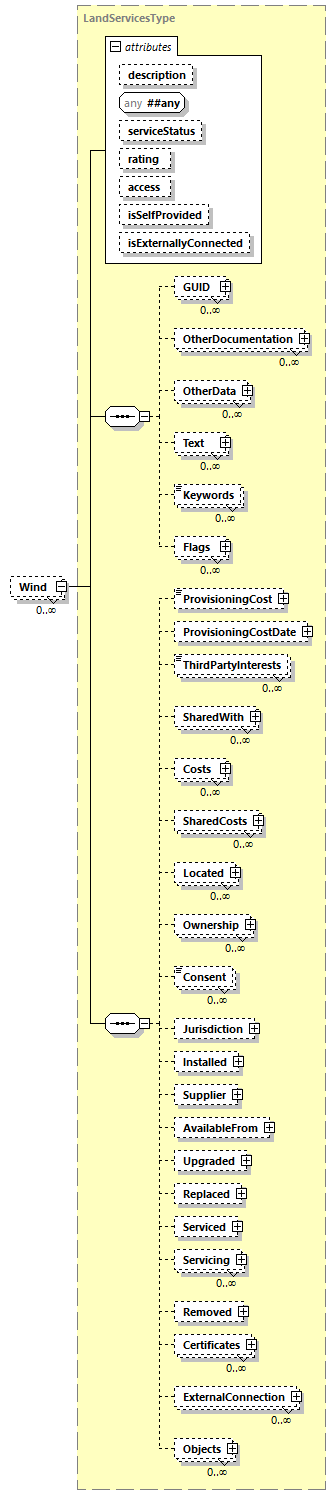 LandServicesType
attributes
description
any ##any
serviceStatus
rating
access
isSelfProvided
isExternallyConnected
GUID
0..∞
OtherDocumentation
0..∞
OtherData
0..∞
Text
0..∞
Keywords
0..∞
Flags
0..∞
Wind
0..∞
ProvisioningCost
ProvisioningCostDate
ThirdPartyInterests
0..∞
SharedWith
0..∞
Costs
0..∞
SharedCosts
0..∞
Located
0..∞
Ownership
0..∞
Consent
0..∞
Jurisdiction
Installed
Supplier
AvailableFrom
Upgraded
Replaced
Serviced
Servicing
0..∞
Removed
Certificates
0..∞
ExternalConnection
0..∞
Objects
0..∞